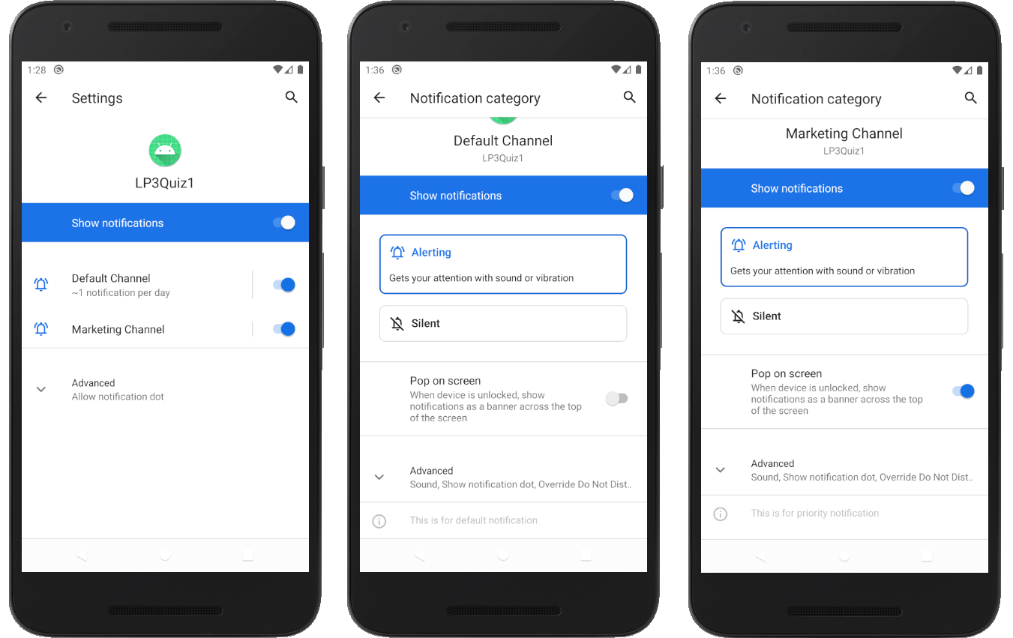 1:28
Settings
LP3Quiz1
Show notifications
Default Channel
~1 notification per day
Marketing Channel
Advanced
Allow notification dot
1:36
Notification category
Default Channel
LP3Quiz1
Show notifications
Alerting
Gets your attention with sound or vibration
Silent
Pop on screen
When device is unlocked, show
notifications as a banner across the top
of the screen
Advanced
Sound, Show notification dot, Override Do Not Dist..
This is for default notification
1:36
Notification category
Marketing Channel
LP3Quiz1
Show notifications
Alerting
Gets your attention with sound or vibration
Silent
Pop on screen
When device is unlocked, show
notifications as a banner across the top
of the screen
Advanced
Sound, Show notification dot, Override Do Not Dist..
This is for priority notification